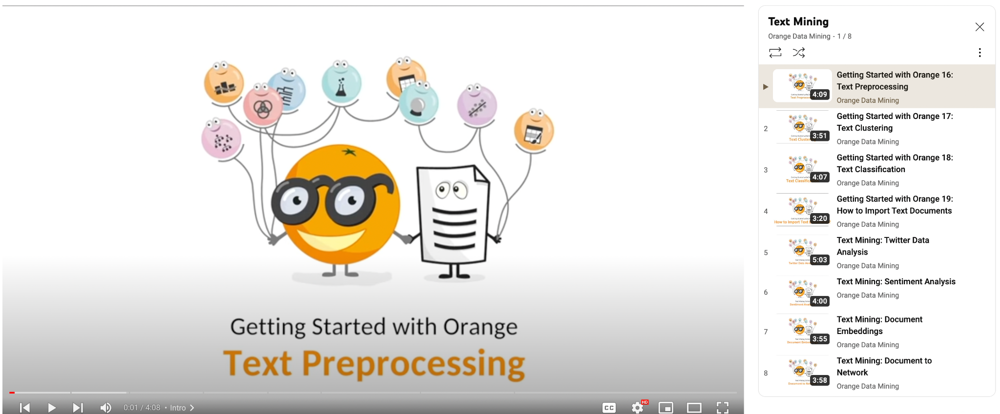 Getting Started with Orange
Text Preprocessing
0:01 / 4:08 • Intro
CC
HD
Text Mining
Orange Data Mining - 1 / 8
4:09
Getting Started with Orange 16:
Text Preprocessing
Orange Data Mining
2
3:51
Getting Started with Orange 17:
Text Clustering
Orange Data Mining
3
4:07
Getting Started with Orange 18:
Text Classification
Orange Data Mining
4
How to Import Text
3:20
Getting Started with Orange 19:
How to Import Text Documents
Orange Data Mining
5
5:03
Text Mining: Twitter Data
Analysis
Orange Data Mining
6
4:00
Text Mining: Sentiment Analysis
Orange Data Mining
7
3:55
Text Mining: Document
Embeddings
Orange Data Mining
8
3:58
Text Mining: Document to
Network
Orange Data Mining